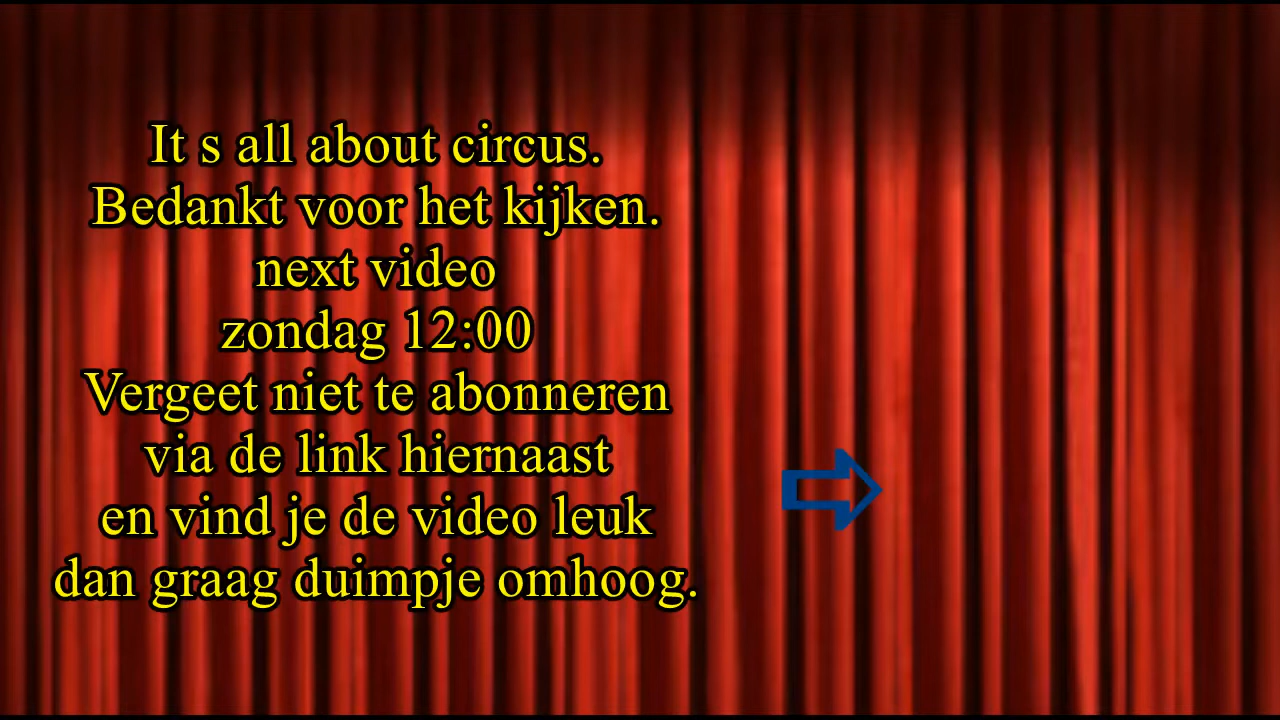 It s all about circus.
Bedankt voor het kijken.
next video
zondag 12:00
Vergeet niet te abonneren
via de link hiernaast
en vind je de video leuk
dan graag duimpje omhoog.